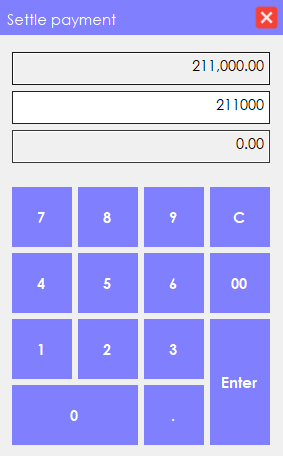 Settle payment
211,000.00
211000
0.00
7 8 9 C
4 5 6 00
1 2 3
Enter
0 .